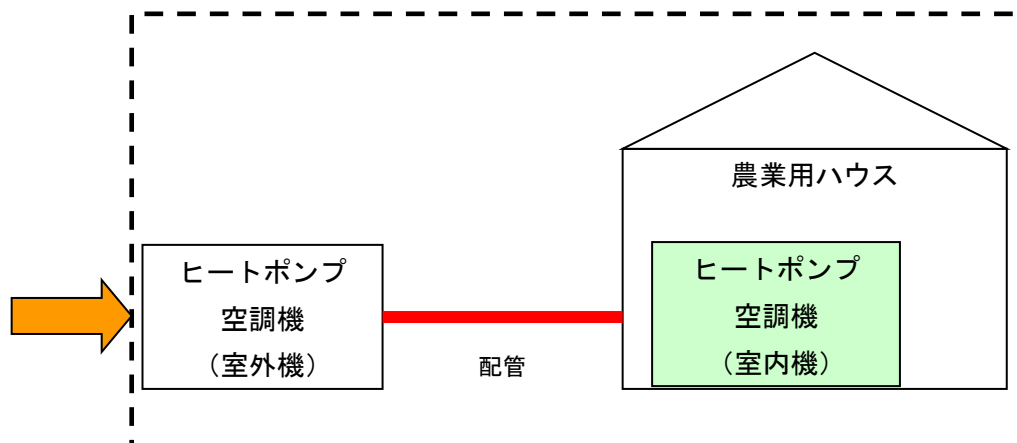 農業用ハウス
ヒートポンプ
空調機
（室外機）
配管
ヒートポンプ
空調機
（室内機）